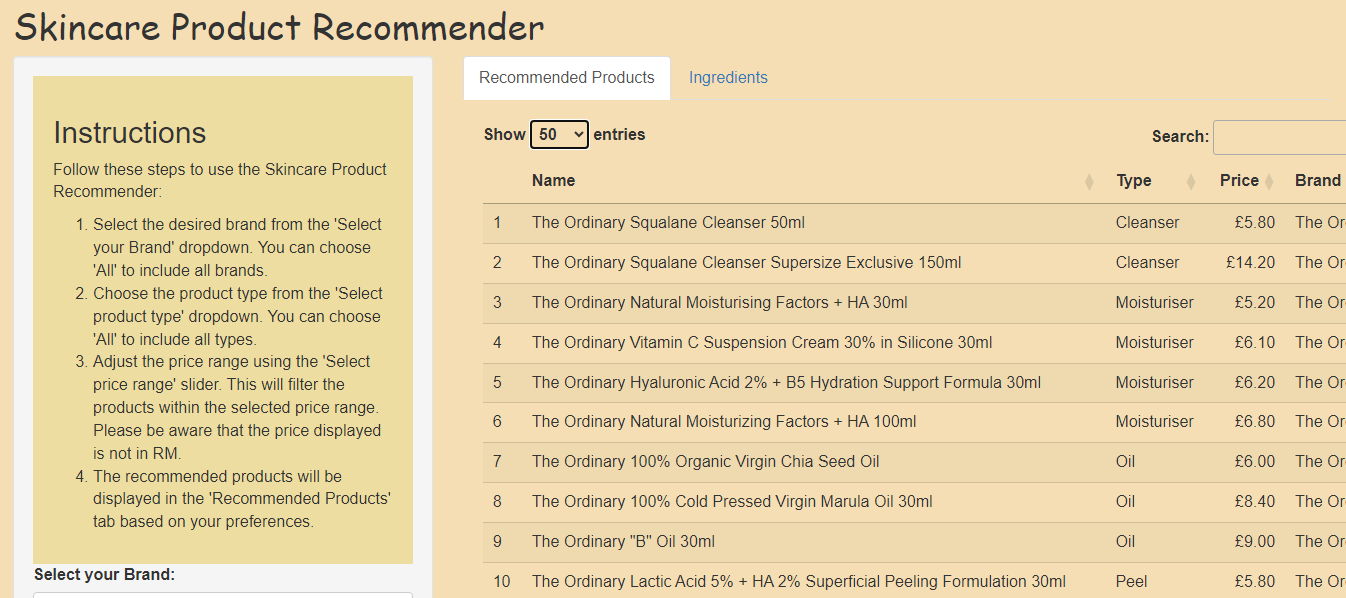 Skincare Product Recommender
Instructions
Follow these steps to use the Skincare Product
Recommender:
1. Select the desired brand from the 'Select
your Brand' dropdown. You can choose
'All' to include all brands.
2. Choose the product type from the 'Select
product type' dropdown. You can choose
'All' to include all types.
3. Adjust the price range using the 'Select
price range' slider. This will filter the
products within the selected price range.
Please be aware that the price displayed
is not in RM.
4. The recommended products will be
displayed in the 'Recommended Products'
tab based on your preferences.
Select your Brand:
Recommended Products Ingredients
Show 50 entries Search:
Name Type Price Brand
1 The Ordinary Squalane Cleanser 50ml Cleanser £5.80 The Or
2 The Ordinary Squalane Cleanser Supersize Exclusive 150ml Cleanser £14.20 The Or
3 The Ordinary Natural Moisturising Factors + HA 30ml Moisturiser £5.20 The Or
4 The Ordinary Vitamin C Suspension Cream 30% in Silicone 30ml Moisturiser £6.10 The Or
5 The Ordinary Hyaluronic Acid 2% + B5 Hydration Support Formula 30ml Moisturiser £6.20 The Or
6 The Ordinary Natural Moisturizing Factors + HA 100ml Moisturiser £6.80 The Or
7 The Ordinary 100% Organic Virgin Chia Seed Oil Oil £6.00 The Or
8 The Ordinary 100% Cold Pressed Virgin Marula Oil 30ml Oil £8.40 The Or
9 The Ordinary "B" Oil 30ml Oil £9.00 The Or
10 The Ordinary Lactic Acid 5% + HA 2% Superficial Peeling Formulation 30ml Peel £5.80 The Or